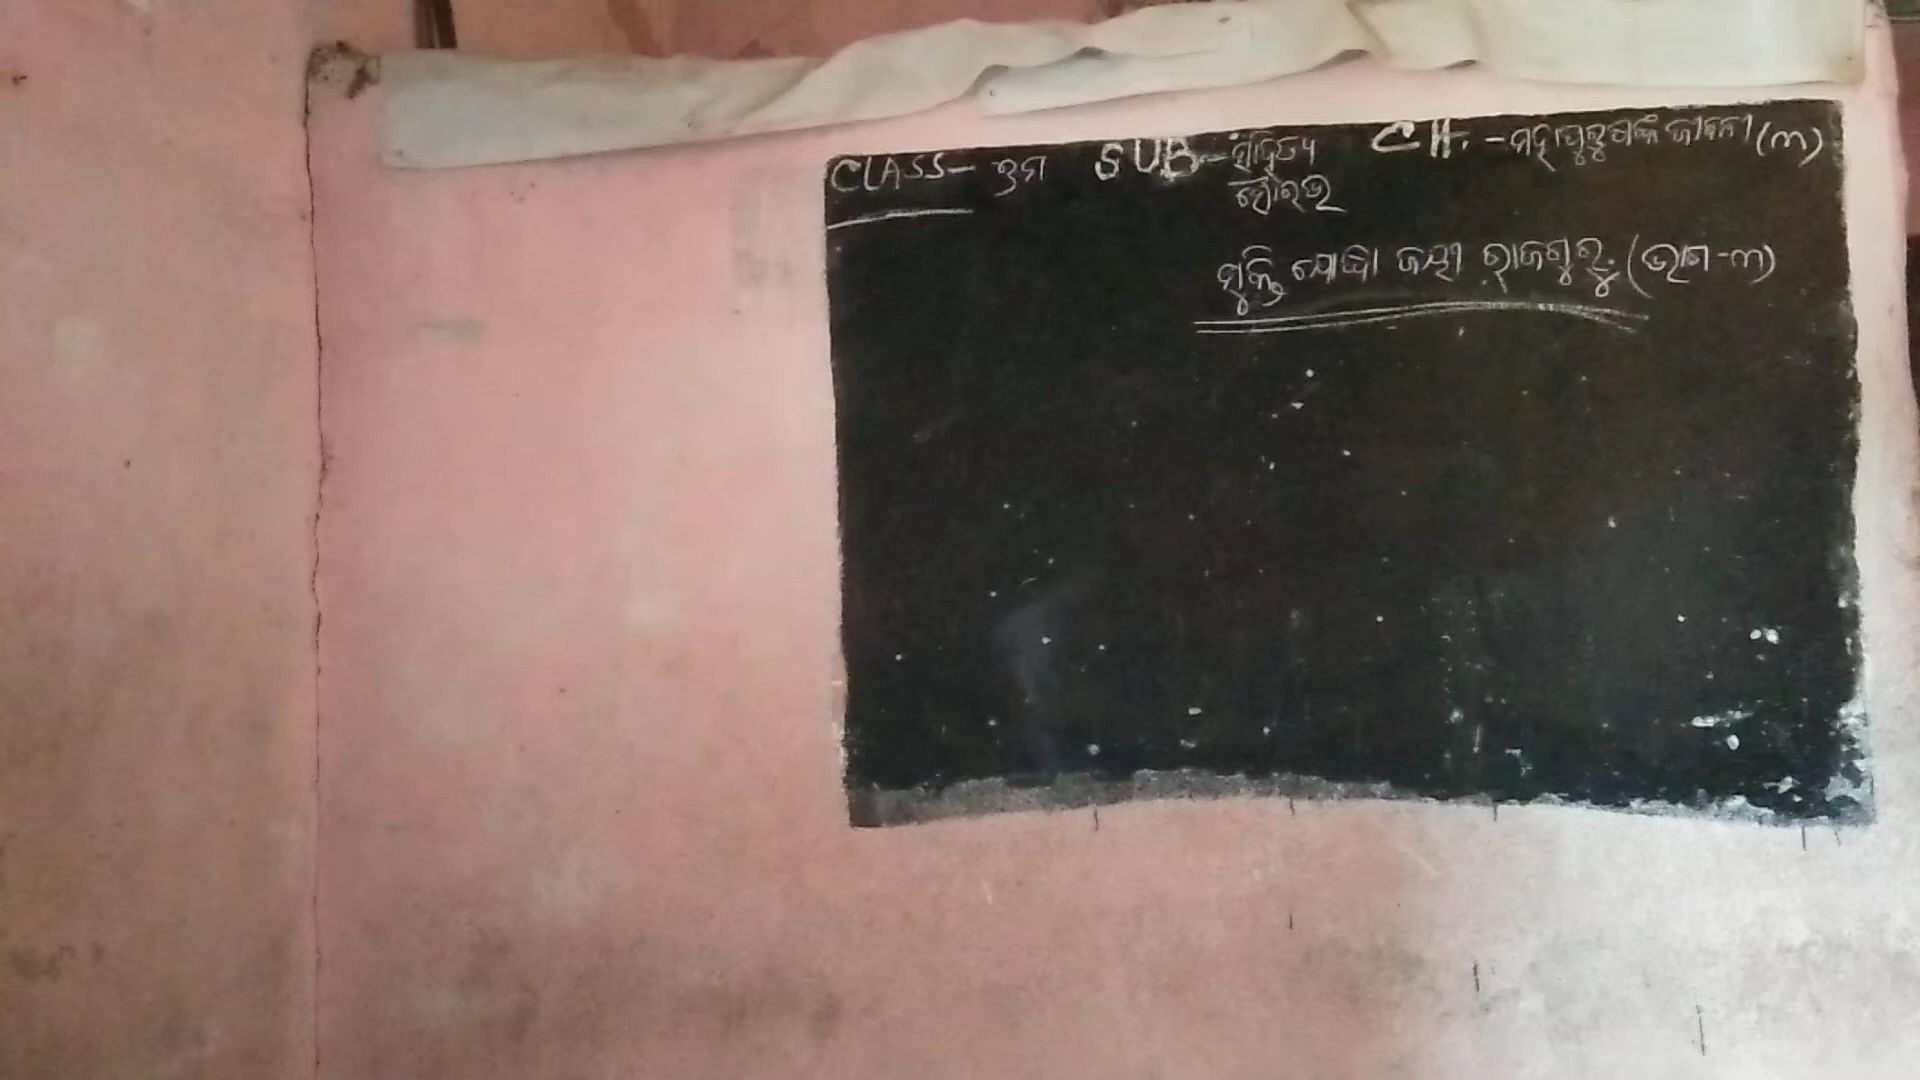 CLASS- ୬ମ SUB- ସାହିତ୍ୟ CH. - ମହାପୁରୁଷଙ୍କ ଜୀବନୀ (୩)
ସୌରଭ
ମୁକ୍ତି ଯୋଦ୍ଧା ଜୟୀ ରାଜଗୁରୁ (ଭାଗ-୩)